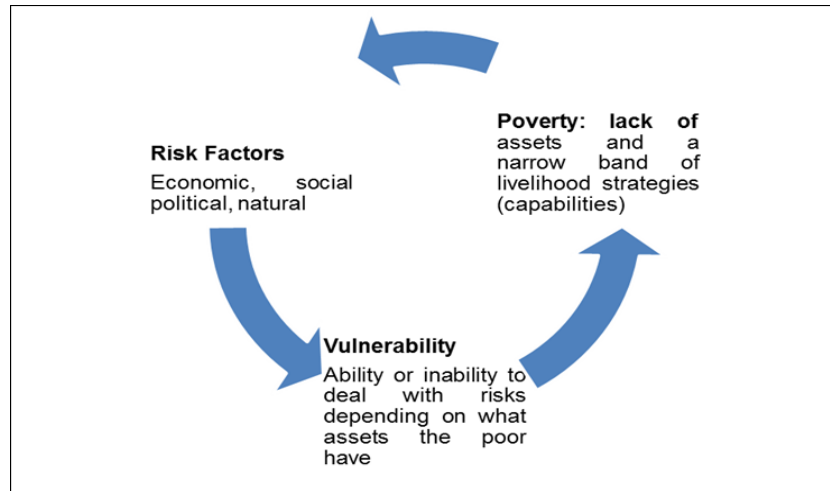 Risk Factors
Economic, social
political, natural
Vulnerability
Ability or inability to
deal with risks
depending on what
assets the poor
have
Poverty: lack of
assets and a
narrow band of
livelihood strategies
(capabilities)